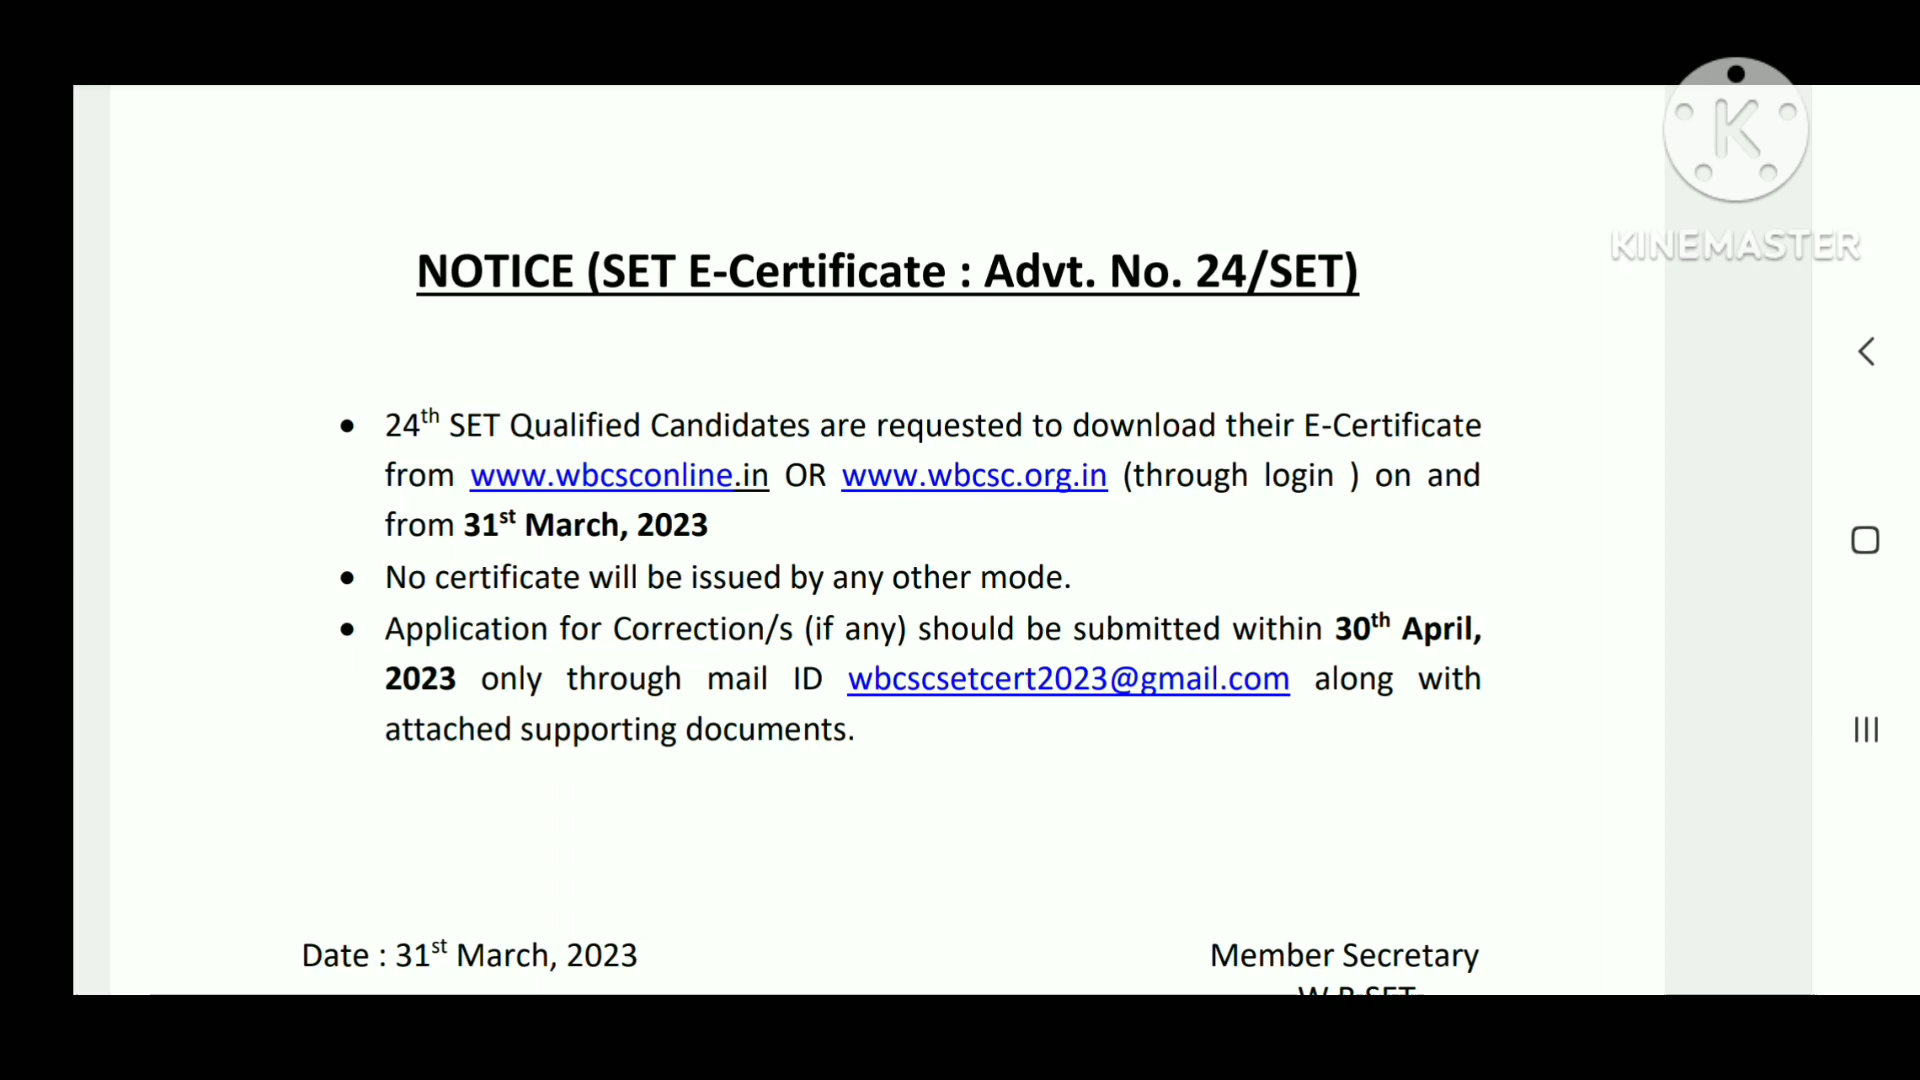 K
KINEMASTER
NOTICE (SET E-Certificate : Advt. No. 24/SET)
• 24th SET Qualified Candidates are requested to download their E-Certificate
from www.wbcsconline.in OR www.wbcsc.org.in (through login ) on and
from 31st March, 2023
• No certificate will be issued by any other mode.
• Application for Correction/s (if any) should be submitted within 30th April,
2023 only through mail ID wbcscsetcert2023@gmail.com along with
attached supporting documents.
Date : 31st March, 2023 Member Secretary
W B SET